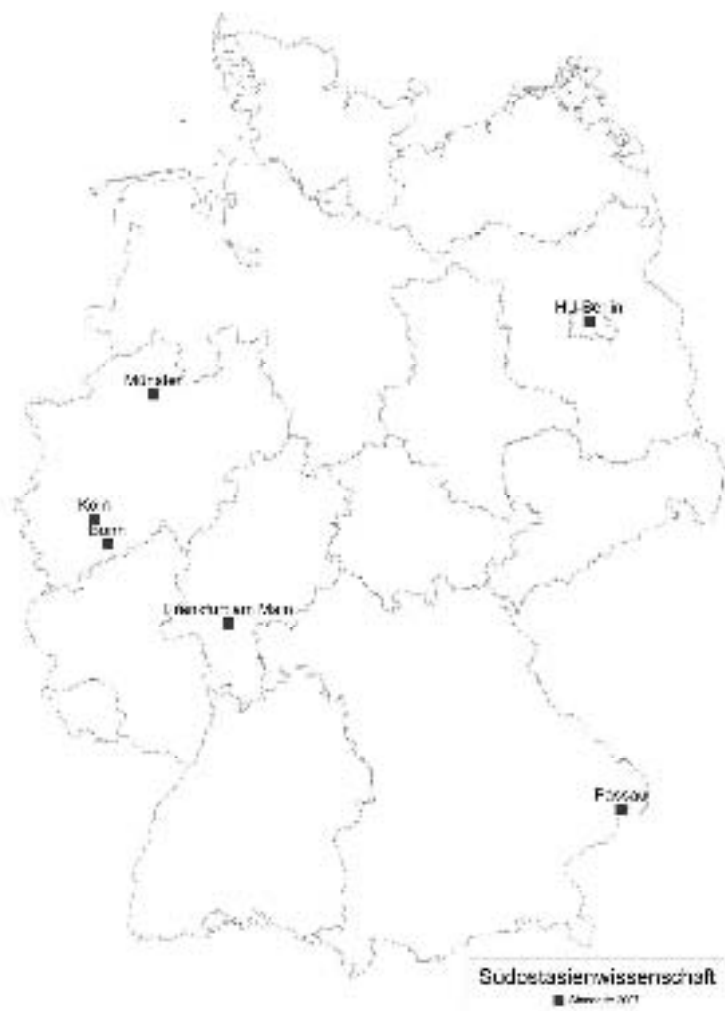 HU-Berlin
Münster
Köln
Bonn
Frankfurt am Main
Passau
Südostasienwissenschaft